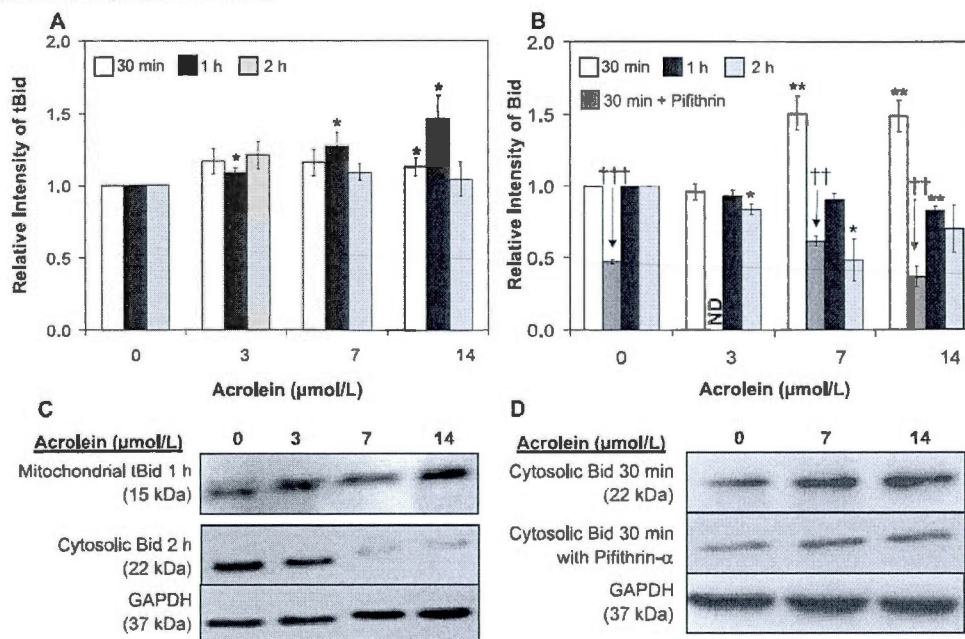 A
2.0
1.5
1.0
0.5
0.0
Relative Intensity of tBid
30 min 1 h 2 h
*
*
*
*
0 3 7 14
Acrolein (µmol/L)
B
2.0
1.5
1.0
0.5
0.0
Relative Intensity of Bid
30 min 1 h 2 h
30 min + Pifithrin
** **
††† †† ††
* * **
ND
0 3 7 14
Acrolein (µmol/L)
C
Acrolein (µmol/L) 0 3 7 14
Mitochondrial tBid 1 h
(15 kDa)
Cytosolic Bid 2 h
(22 kDa)
GAPDH
(37 kDa)
D
Acrolein (µmol/L) 0 7 14
Cytosolic Bid 30 min
(22 kDa)
Cytosolic Bid 30 min
with Pifithrin-α
GAPDH
(37 kDa)